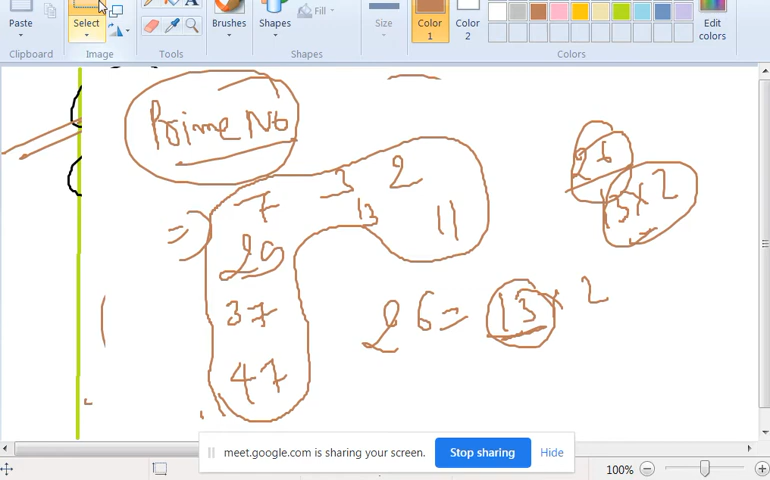 Paste
Select
Brushes
Shapes
Fill
Size
Color 1
Color 2
Edit colors
Clipboard
Image
Tools
Shapes
Colors
Prime No
3 2
7 13 11
29
37
47
26
13 x 2
26 = 13 x 2
meet.google.com is sharing your screen.
Stop sharing
Hide
100%